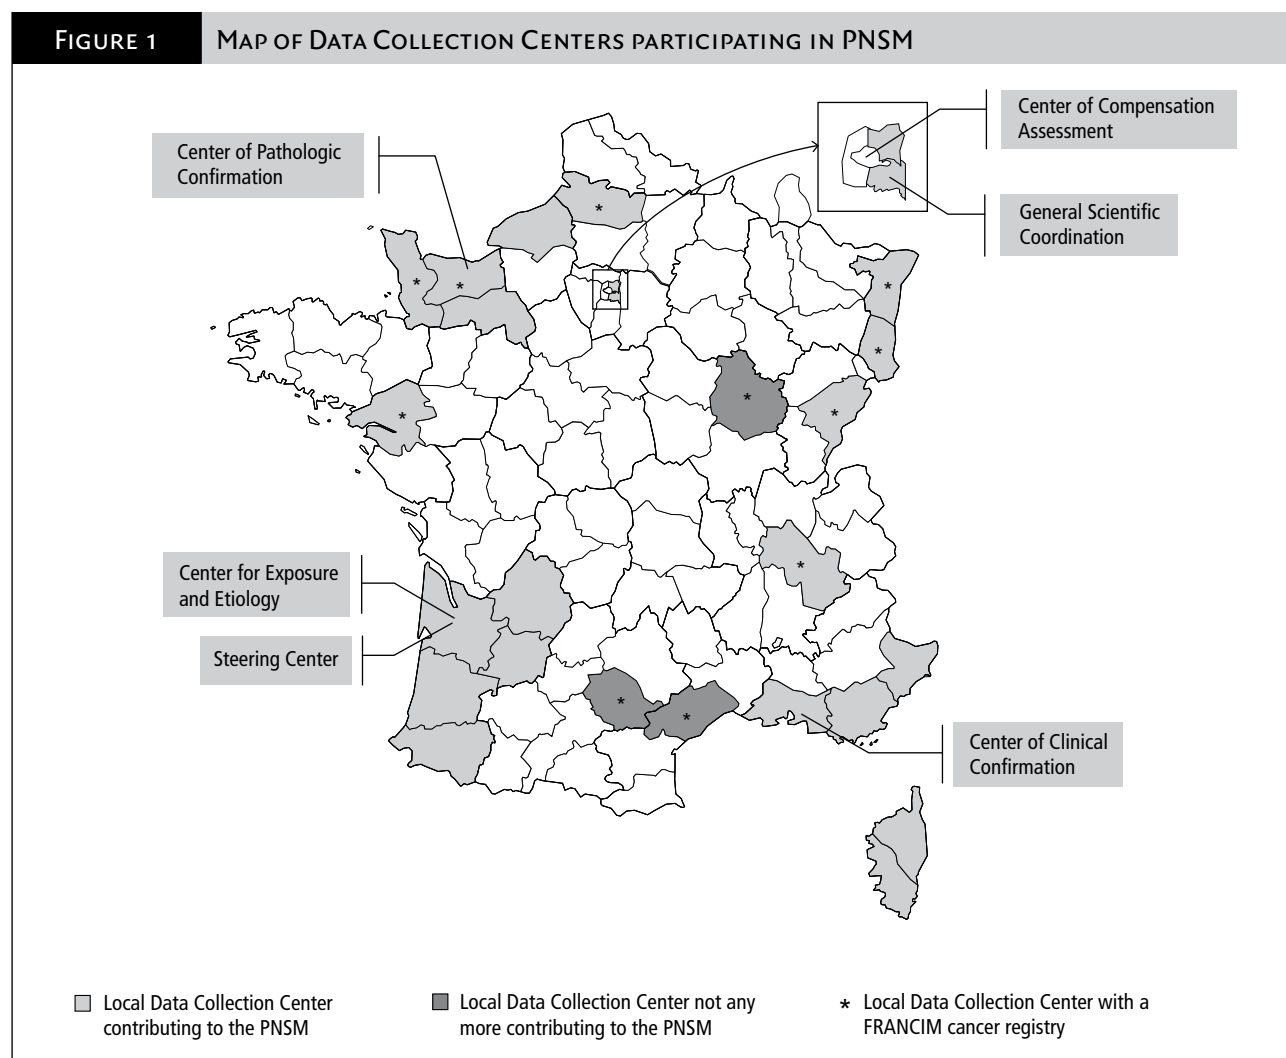 FIGURE 1
MAP OF DATA COLLECTION CENTERS PARTICIPATING IN PNSM
Center of Compensation
Assessment
Center of Pathologic
Confirmation
General Scientific
Coordination
*
*
*
*
*
*
*
*
*
Center for Exposure
and Etiology
Steering Center
*
*
Center of Clinical
Confirmation
Local Data Collection Center
contributing to the PNSM
Local Data Collection Center not any
more contributing to the PNSM
* Local Data Collection Center with a
FRANCIM cancer registry